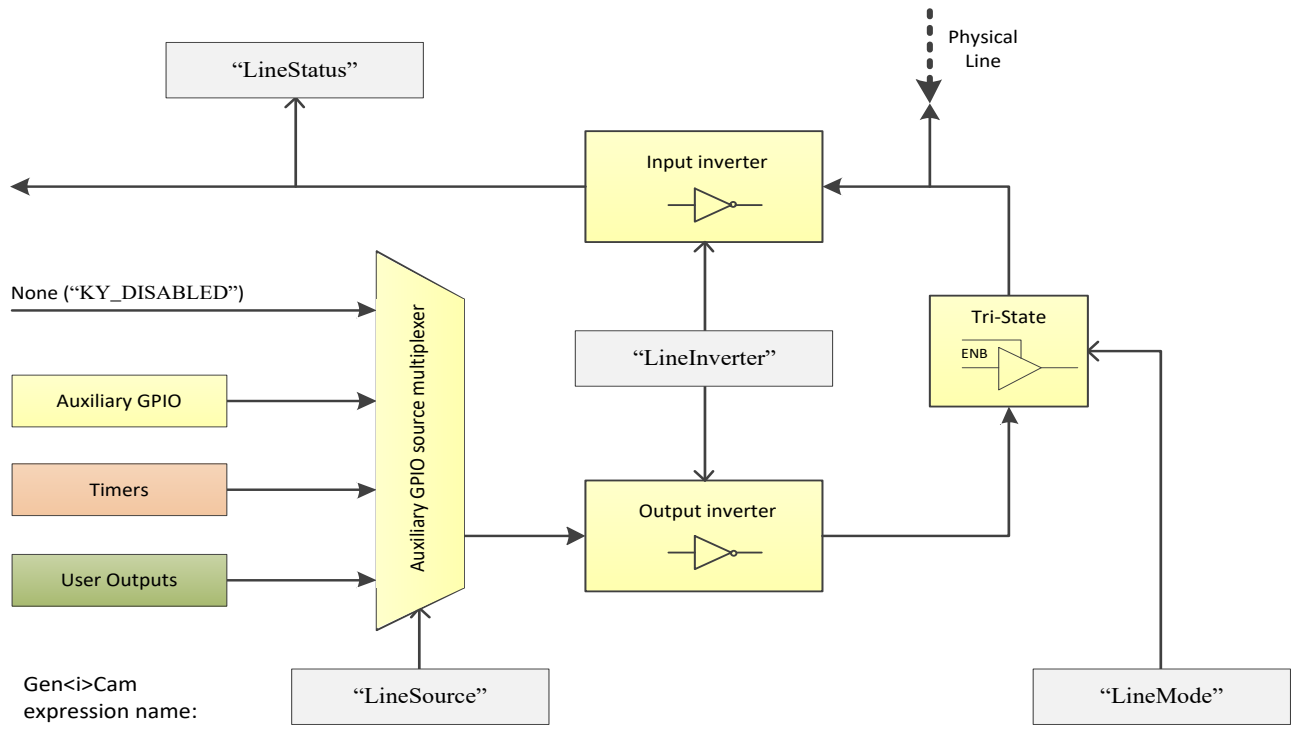 Physical
Line
“LineStatus”
Input inverter
None (“KY_DISABLED”)
Tri-State
ENB
“LineInverter”
Auxiliary GPIO
Auxiliary GPIO source multiplexer
Timers
Output inverter
User Outputs
Gen<i>Cam
expression name:
“LineSource”
“LineMode”